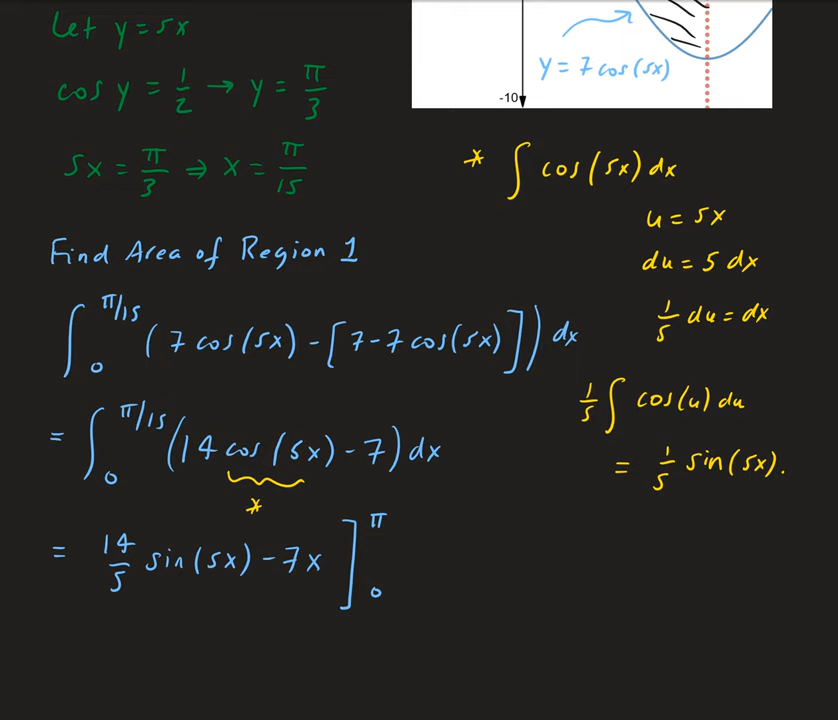 Let y = 5x
cos y = 1/2 → y = π/3
5x = π/3 ⇒ x = π/15
y = 7 cos(5x)
-10
* ∫ cos(5x) dx
u = 5x
du = 5 dx
1/5 du = dx
1/5 ∫ cos(u) du
= 1/5 sin(5x).
Find Area of Region 1
∫_0^{π/15} (7 cos(5x) - [7 - 7 cos(5x)]) dx
= ∫_0^{π/15} (14 cos(5x) - 7) dx
*
= 14/5 sin(5x) - 7x ]_0^π